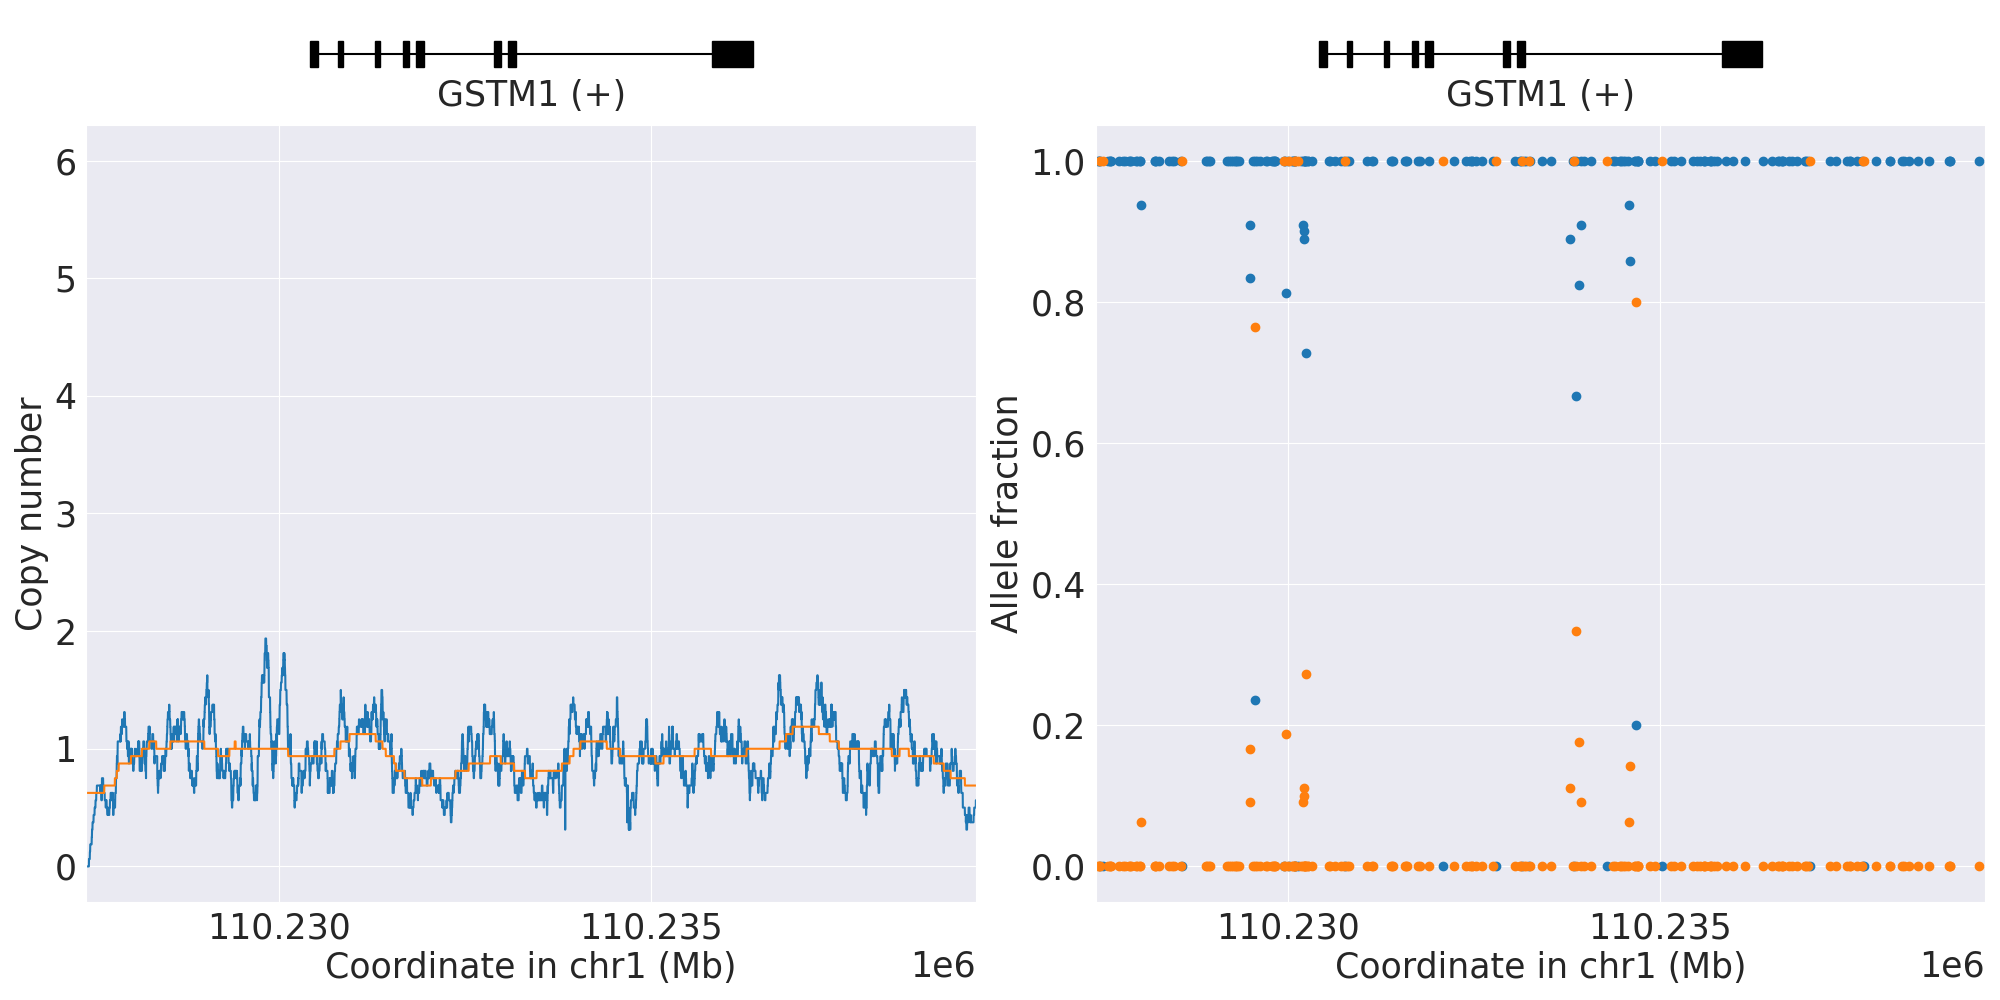 GSTM1 (+)
6
5
4
3
2
1
0
Copy number
110.230
110.235
Coordinate in chr1 (Mb)
1e6
GSTM1 (+)
1.0
0.8
0.6
0.4
0.2
0.0
Allele fraction
110.230
110.235
Coordinate in chr1 (Mb)
1e6